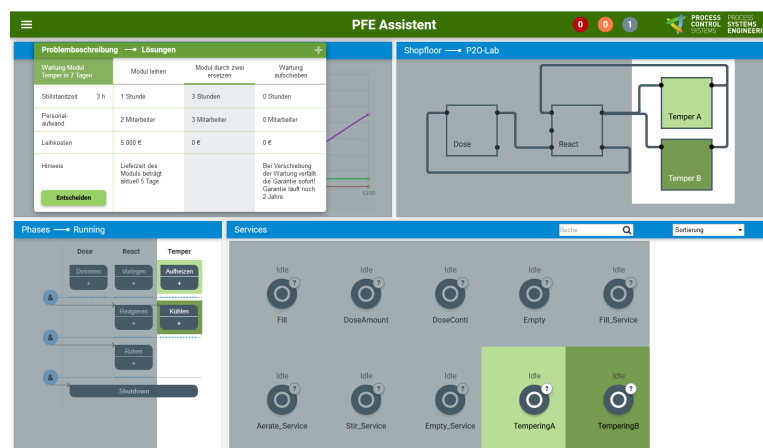 PFE Assistent
0 0 1
PROCESS PROCESS
CONTROL SYSTEMS
SYSTEMS ENGINEERI
Problembeschreibung Lösungen +
Wartung Modul
Temper in 7 Tagen
Modul leihen
Modul durch zwei
ersetzen
Wartung
aufschieben
Stillstandzeit 3 h
1 Stunde
3 Stunden
0 Stunden
Personal-
aufwand
2 Mitarbeiter
3 Mitarbeiter
0 Mitarbeiter
Leihkosten
5.000 €
0 €
0 €
Hinweis
Lieferzeit des
Moduls beträgt
aktuell 5 Tage.
Bei Verschiebung
der Wartung verfällt
die Garantie sofort!
Garantie läuft noch
2 Jahre.
Entscheiden
13:00
Shopfloor P2O-Lab
Dose
React
Temper A
Temper B
Phases Running
Dose React Temper
Dosieren Vorlegen Aufheizen
+ + +
&
Reagieren Kühlen
+ +
&
Ruhen
+
&
Shutdown
Services
Suche
Sortierung
Idle Idle Idle Idle Idle
? ? ? ? ?
Fill DoseAmount DoseConti Empty Fill_Service
Idle Idle Idle Idle Idle
? ? ? ? ?
Aerate_Service Stir_Service Empty_Service TemperingA TemperingB